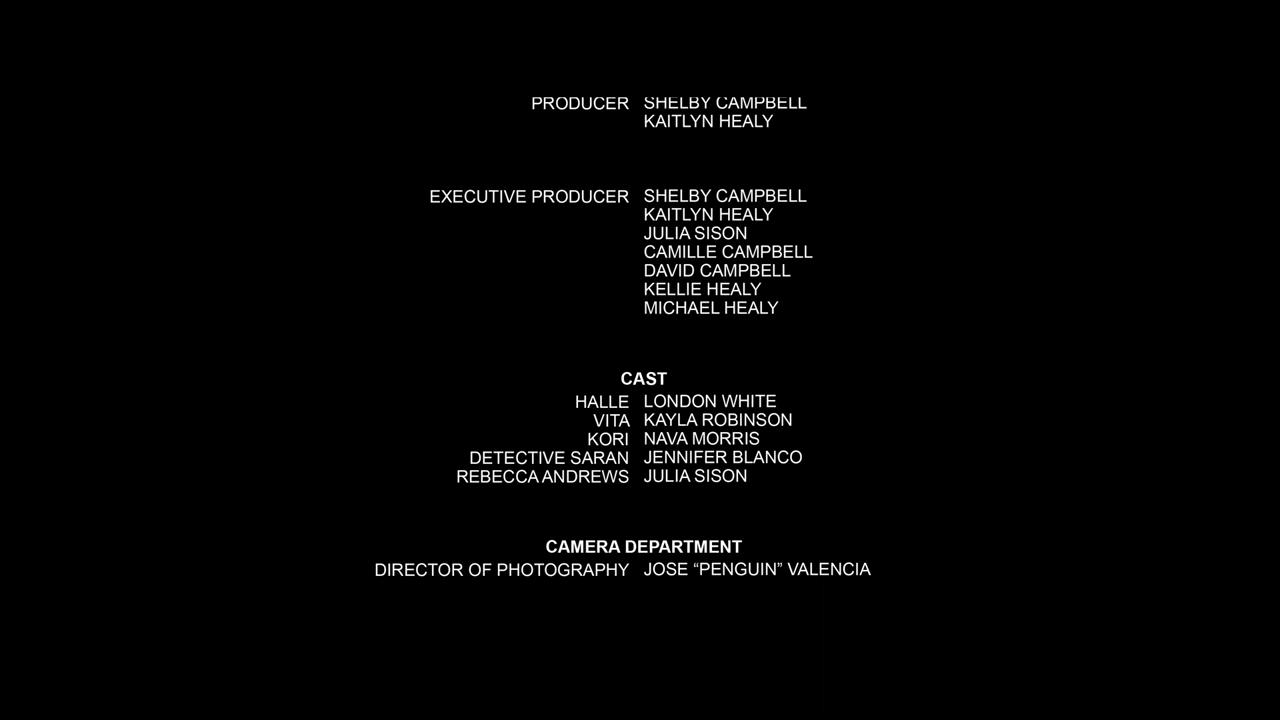 PRODUCER SHELBY CAMPBELL
KAITLYN HEALY
EXECUTIVE PRODUCER SHELBY CAMPBELL
KAITLYN HEALY
JULIA SISON
CAMILLE CAMPBELL
DAVID CAMPBELL
KELLIE HEALY
MICHAEL HEALY
CAST
HALLE LONDON WHITE
VITA KAYLA ROBINSON
KORI NAVA MORRIS
DETECTIVE SARAN JENNIFER BLANCO
REBECCA ANDREWS JULIA SISON
CAMERA DEPARTMENT
DIRECTOR OF PHOTOGRAPHY JOSE “PENGUIN” VALENCIA